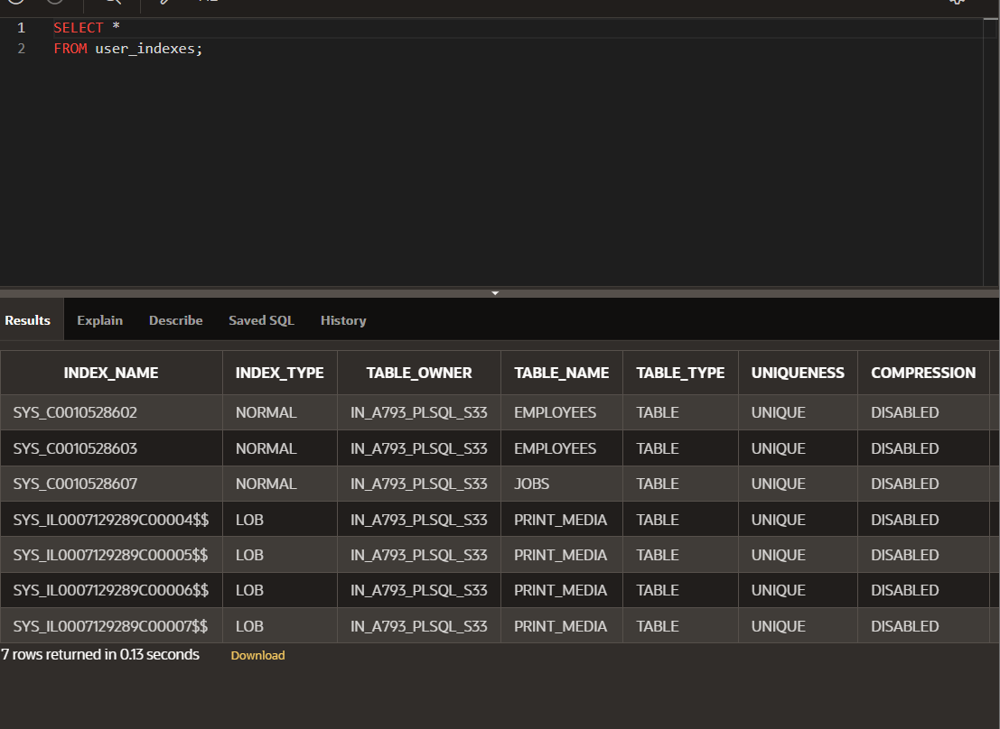 1 SELECT *
2 FROM user_indexes;
Results Explain Describe Saved SQL History
INDEX_NAME INDEX_TYPE TABLE_OWNER TABLE_NAME TABLE_TYPE UNIQUENESS COMPRESSION
SYS_C0010528602 NORMAL IN_A793_PLSQL_S33 EMPLOYEES TABLE UNIQUE DISABLED
SYS_C0010528603 NORMAL IN_A793_PLSQL_S33 EMPLOYEES TABLE UNIQUE DISABLED
SYS_C0010528607 NORMAL IN_A793_PLSQL_S33 JOBS TABLE UNIQUE DISABLED
SYS_IL0007129289C00004$$ LOB IN_A793_PLSQL_S33 PRINT_MEDIA TABLE UNIQUE DISABLED
SYS_IL0007129289C00005$$ LOB IN_A793_PLSQL_S33 PRINT_MEDIA TABLE UNIQUE DISABLED
SYS_IL0007129289C00006$$ LOB IN_A793_PLSQL_S33 PRINT_MEDIA TABLE UNIQUE DISABLED
SYS_IL0007129289C00007$$ LOB IN_A793_PLSQL_S33 PRINT_MEDIA TABLE UNIQUE DISABLED
7 rows returned in 0.13 seconds Download